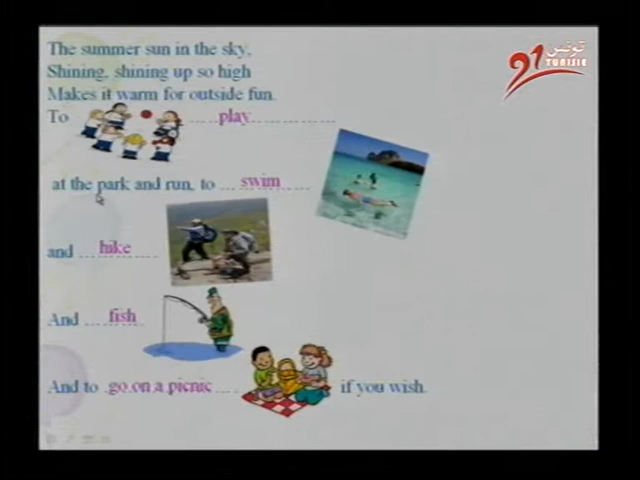 The summer sun in the sky,
Shining, shining up so high
Makes it warm for outside fun.
To ... ....play.. ... ... ... ...
at the park and run, to ... swim ... ...
and ... hike ... ...
And ... fish ...
And to ..go on a picnic ... if you wish.
تونس
21
TUNISIE